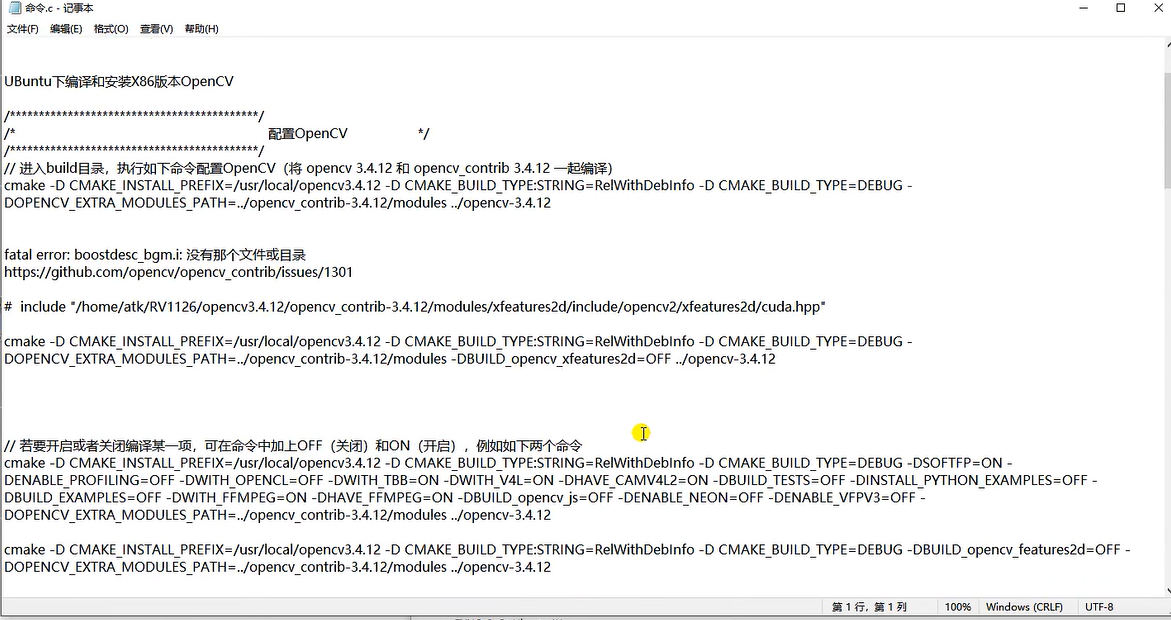 命令.c - 记事本
文件(F) 编辑(E) 格式(O) 查看(V) 帮助(H)
UBuntu下编译和安装X86版本OpenCV
/*******************************************/
/* 配置OpenCV */
/*******************************************/
// 进入build目录，执行如下命令配置OpenCV（将 opencv 3.4.12 和 opencv_contrib 3.4.12 一起编译）
cmake -D CMAKE_INSTALL_PREFIX=/usr/local/opencv3.4.12 -D CMAKE_BUILD_TYPE:STRING=RelWithDebInfo -D CMAKE_BUILD_TYPE=DEBUG -
DOPENCV_EXTRA_MODULES_PATH=../opencv_contrib-3.4.12/modules ../opencv-3.4.12
fatal error: boostdesc_bgm.i: 没有那个文件或目录
https://github.com/opencv/opencv_contrib/issues/1301
# include "/home/atk/RV1126/opencv3.4.12/opencv_contrib-3.4.12/modules/xfeatures2d/include/opencv2/xfeatures2d/cuda.hpp"
cmake -D CMAKE_INSTALL_PREFIX=/usr/local/opencv3.4.12 -D CMAKE_BUILD_TYPE:STRING=RelWithDebInfo -D CMAKE_BUILD_TYPE=DEBUG -
DOPENCV_EXTRA_MODULES_PATH=../opencv_contrib-3.4.12/modules -DBUILD_opencv_xfeatures2d=OFF ../opencv-3.4.12
// 若要开启或者关闭编译某一项，可在命令中加上OFF（关闭）和ON（开启），例如如下两个命令
cmake -D CMAKE_INSTALL_PREFIX=/usr/local/opencv3.4.12 -D CMAKE_BUILD_TYPE:STRING=RelWithDebInfo -D CMAKE_BUILD_TYPE=DEBUG -DSOFTFP=ON -
DENABLE_PROFILING=OFF -DWITH_OPENCL=OFF -DWITH_TBB=ON -DWITH_V4L=ON -DHAVE_CAMV4L2=ON -DBUILD_TESTS=OFF -DINSTALL_PYTHON_EXAMPLES=OFF -
DBUILD_EXAMPLES=OFF -DWITH_FFMPEG=ON -DHAVE_FFMPEG=ON -DBUILD_opencv_js=OFF -DENABLE_NEON=OFF -DENABLE_VFPV3=OFF -
DOPENCV_EXTRA_MODULES_PATH=../opencv_contrib-3.4.12/modules ../opencv-3.4.12
cmake -D CMAKE_INSTALL_PREFIX=/usr/local/opencv3.4.12 -D CMAKE_BUILD_TYPE:STRING=RelWithDebInfo -D CMAKE_BUILD_TYPE=DEBUG -DBUILD_opencv_features2d=OFF -
DOPENCV_EXTRA_MODULES_PATH=../opencv_contrib-3.4.12/modules ../opencv-3.4.12
第 1 行，第 1 列 100% Windows (CRLF) UTF-8